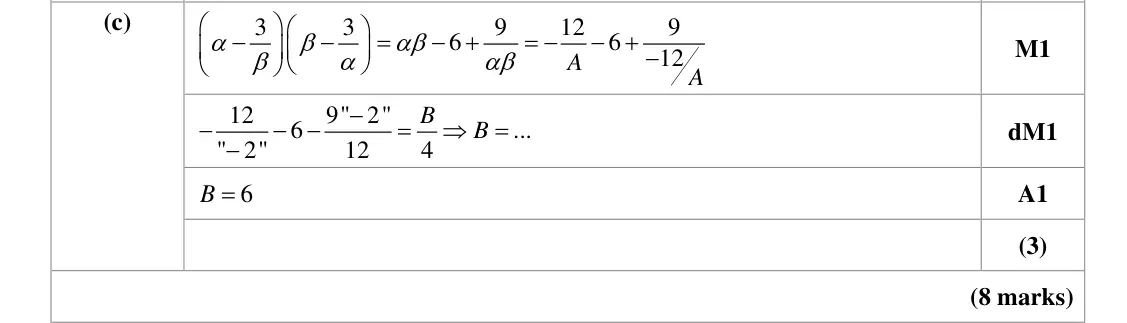 (c) (α − 3/β)(β − 3/α) = αβ − 6 + 9/αβ = −12/A − 6 + 9/(−12/A) M1
−12/"−2" − 6 − 9"−2"/12 = B/4 ⇒ B = ... dM1
B = 6 A1
(3)
(8 marks)